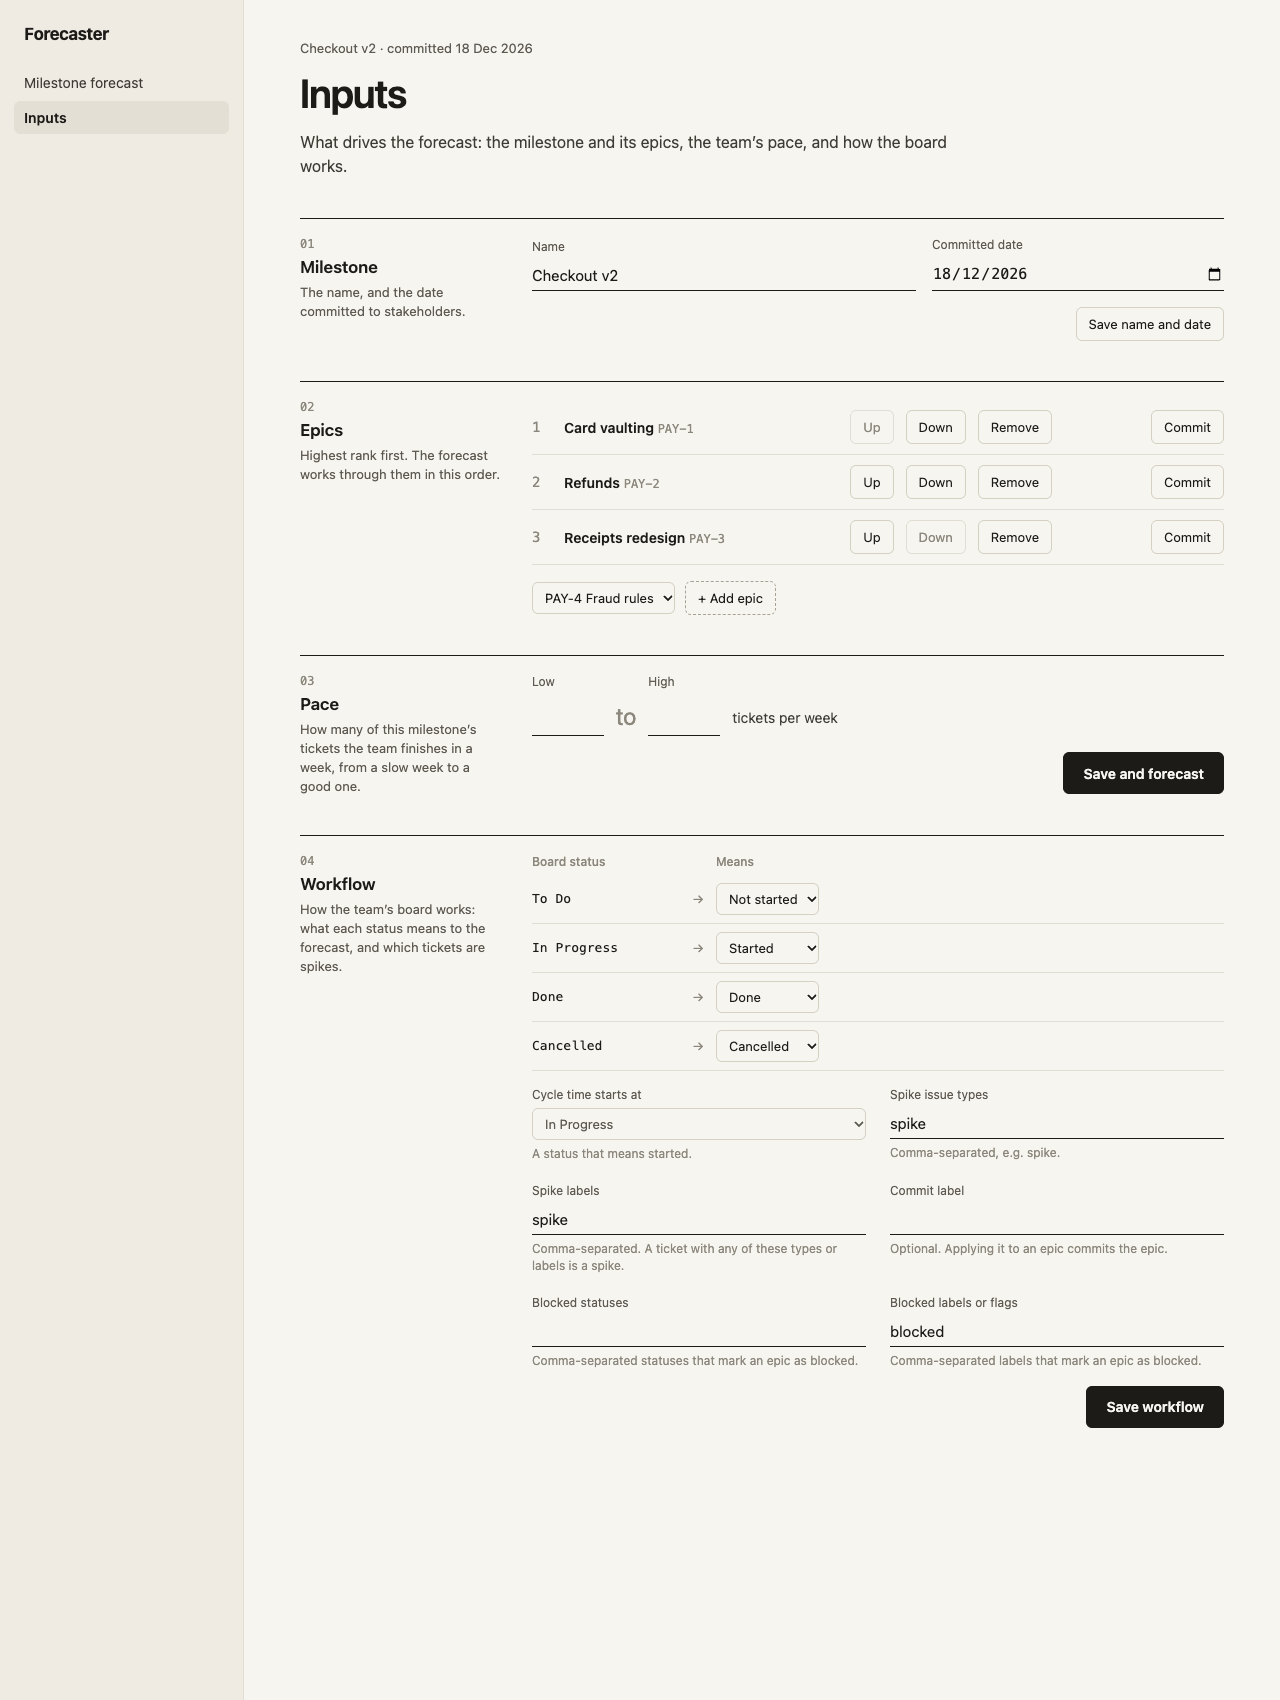 Forecaster
Milestone forecast
Inputs
Checkout v2 · committed 18 Dec 2026
Inputs
What drives the forecast: the milestone and its epics, the team's pace, and how the board
works.
01
Milestone
The name, and the date
committed to stakeholders.
Name
Checkout v2
Committed date
18/12/2026
Save name and date
02
Epics
Highest rank first. The forecast
works through them in this order.
1 Card vaulting PAY-1 Up Down Remove Commit
2 Refunds PAY-2 Up Down Remove Commit
3 Receipts redesign PAY-3 Up Down Remove Commit
PAY-4 Fraud rules + Add epic
03
Pace
How many of this milestone's
tickets the team finishes in a
week, from a slow week to a
good one.
Low High
to tickets per week
Save and forecast
04
Workflow
How the team's board works:
what each status means to the
forecast, and which tickets are
spikes.
Board status Means
To Do → Not started
In Progress → Started
Done → Done
Cancelled → Cancelled
Cycle time starts at
In Progress
A status that means started.
Spike issue types
spike
Comma-separated, e.g. spike.
Spike labels
spike
Comma-separated. A ticket with any of these types or
labels is a spike.
Commit label
Optional. Applying it to an epic commits the epic.
Blocked statuses
Comma-separated statuses that mark an epic as blocked.
Blocked labels or flags
blocked
Comma-separated labels that mark an epic as blocked.
Save workflow